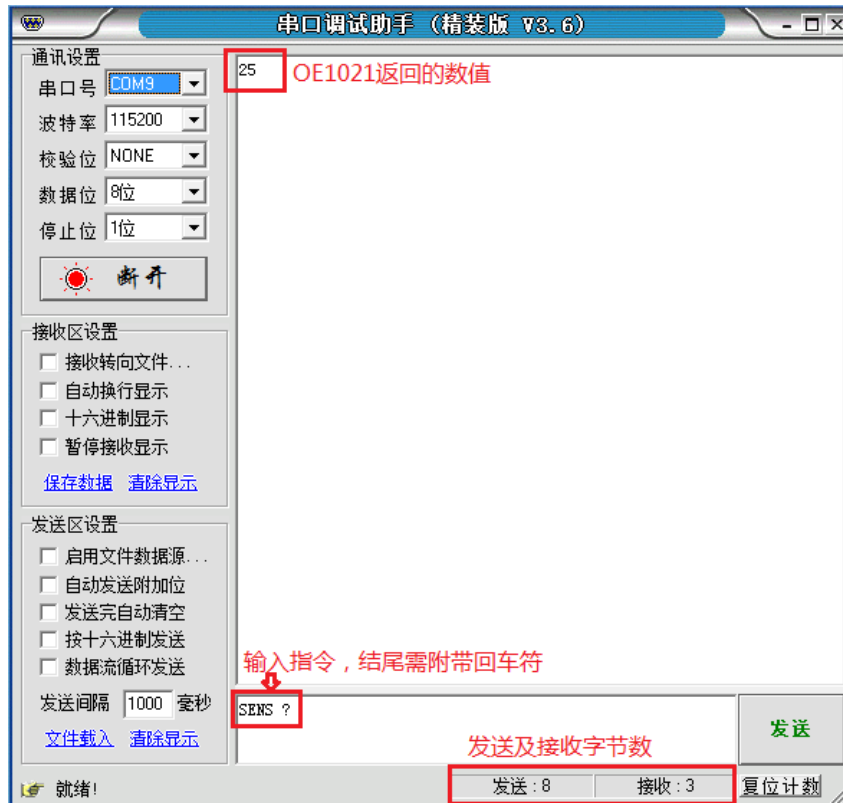 串口调试助手 (精装版 V3.6)
通讯设置
串口号 COM9
波特率 115200
校验位 NONE
数据位 8位
停止位 1位
断开
接收区设置
接收转向文件...
自动换行显示
十六进制显示
暂停接收显示
保存数据 清除显示
发送区设置
启用文件数据源...
自动发送附加位
发送完自动清空
按十六进制发送
数据流循环发送
发送间隔 1000 毫秒
文件载入 清除显示
25 OE1021返回的数值
输入指令，结尾需附带回车符
SENS ?
发送及接收字节数
发送
就绪!
发送:8
接收:3
复位计数